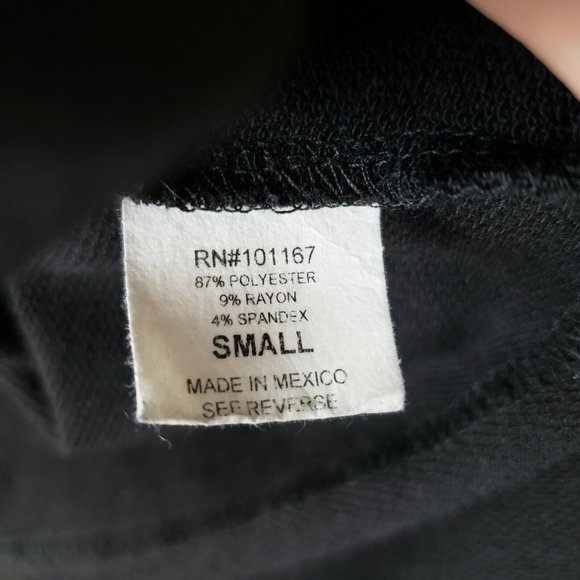 RN#101167
87% POLYESTER
9% RAYON
4% SPANDEX
SMALL
MADE IN MEXICO
SEE REVERSE